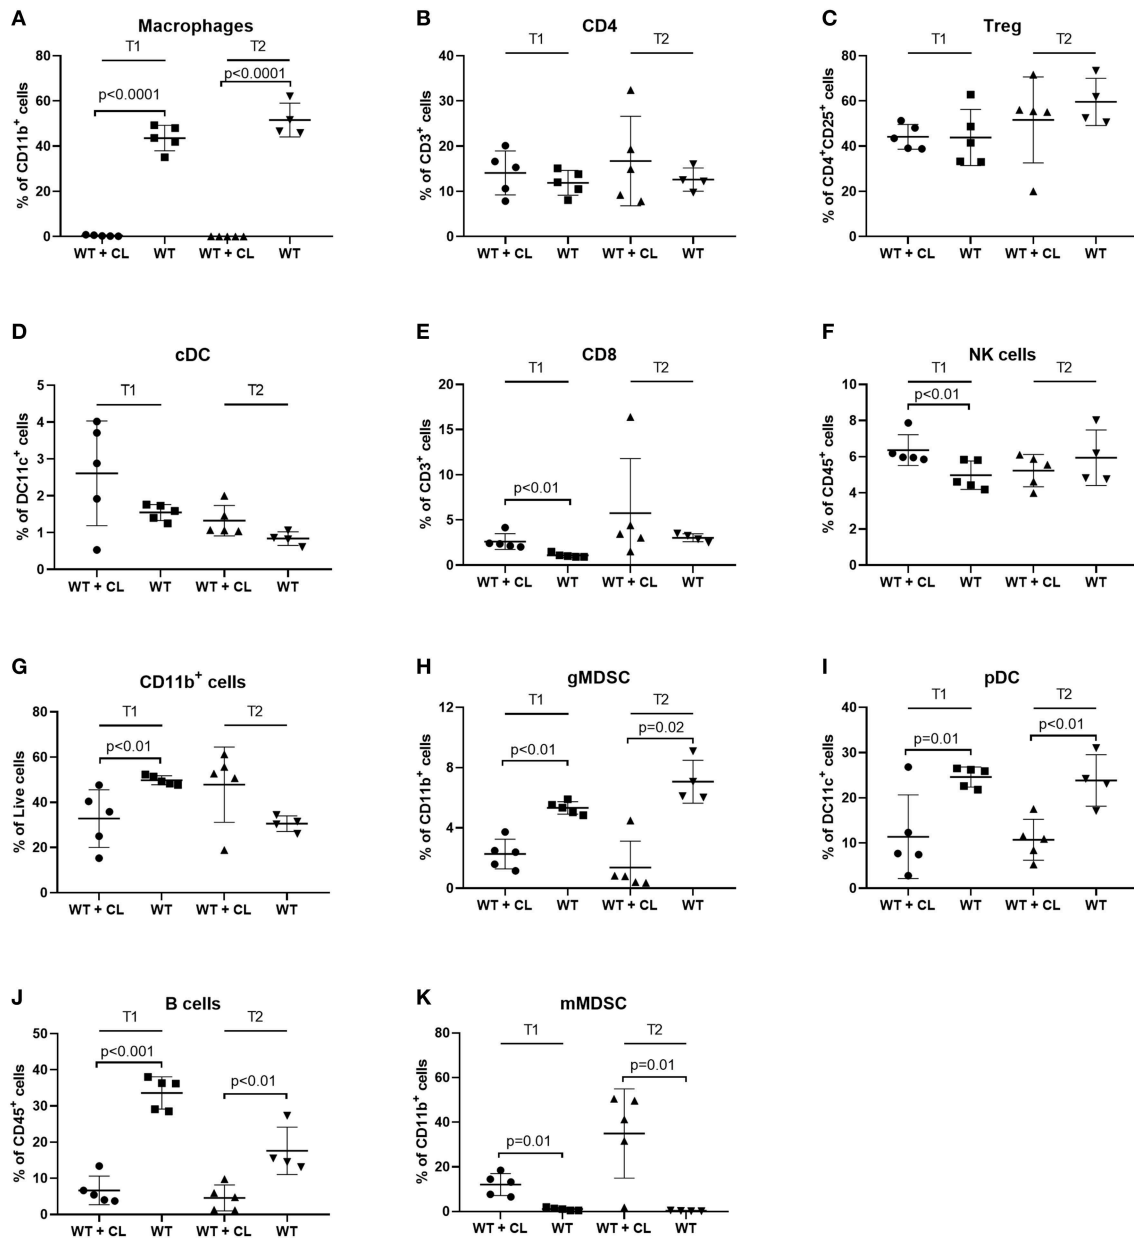 A
Macrophages
T1
T2
p<0.0001
p<0.0001
% of CD11b+ cells
80
60
40
20
0
WT + CL
WT
WT + CL
WT
B
CD4
T1
T2
% of CD3+ cells
40
30
20
10
0
WT + CL
WT
WT + CL
WT
C
Treg
T1
T2
% of CD4+CD25+ cells
80
60
40
20
0
WT + CL
WT
WT + CL
WT
D
cDC
T1
T2
% of DC11c+ cells
5
4
3
2
1
0
WT + CL
WT
WT + CL
WT
E
CD8
T1
T2
p<0.01
% of CD3+ cells
20
15
10
5
0
WT + CL
WT
WT + CL
WT
F
NK cells
T1
T2
p<0.01
% of CD45+ cells
10
8
6
4
2
0
WT + CL
WT
WT + CL
WT
G
CD11b+ cells
T1
T2
p<0.01
% of Live cells
80
60
40
20
0
WT + CL
WT
WT + CL
WT
H
gMDSC
T1
T2
p<0.01
p=0.02
% of CD11b+ cells
12
8
4
0
WT + CL
WT
WT + CL
WT
I
pDC
T1
T2
p=0.01
p<0.01
% of DC11c+ cells
40
30
20
10
0
WT + CL
WT
WT + CL
WT
J
B cells
T1
T2
p<0.001
p<0.01
% of CD45+ cells
50
40
30
20
10
0
WT + CL
WT
WT + CL
WT
K
mMDSC
T1
T2
p=0.01
p=0.01
% of CD11b+ cells
80
60
40
20
0
WT + CL
WT
WT + CL
WT